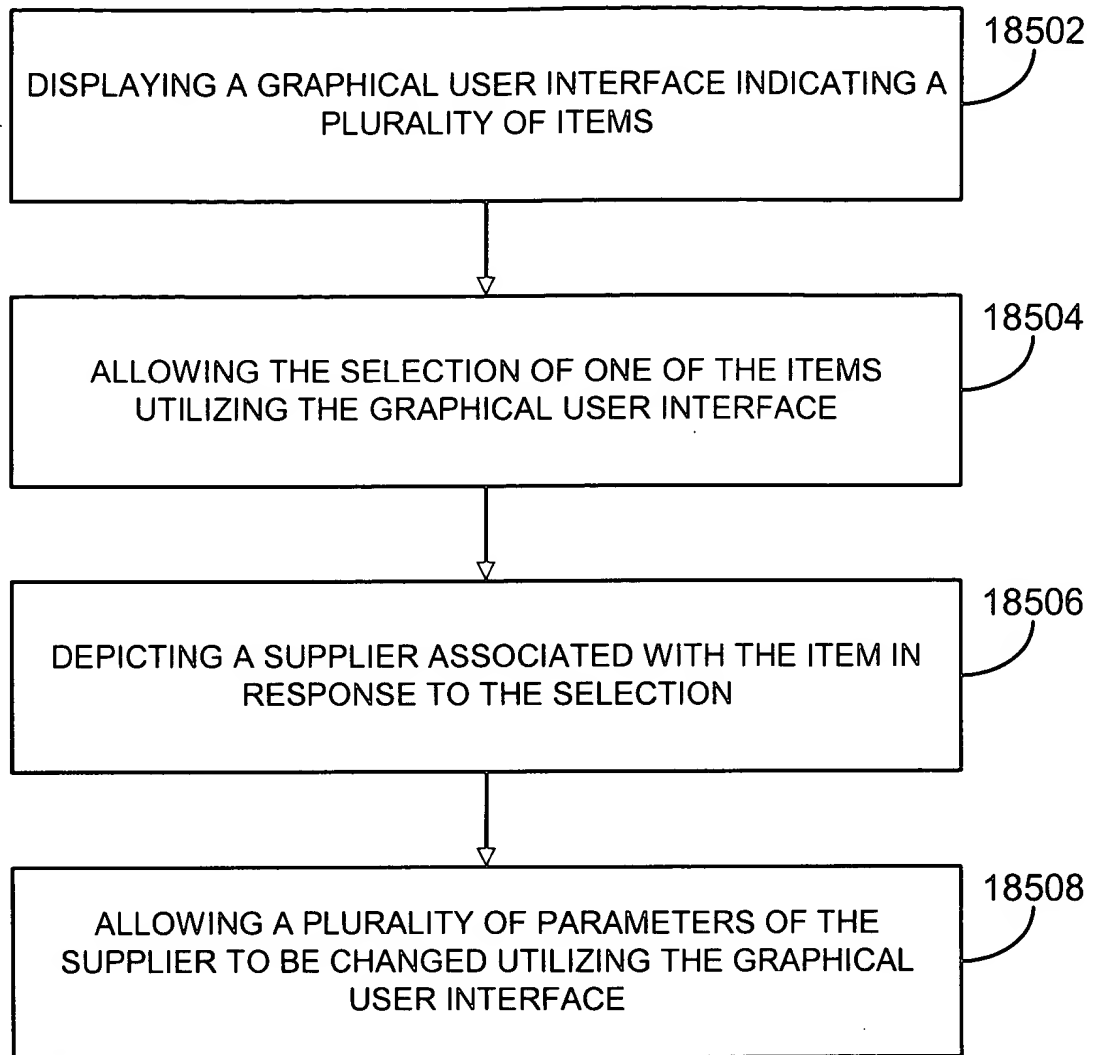 18502
DISPLAYING A GRAPHICAL USER INTERFACE INDICATING A
PLURALITY OF ITEMS
18504
ALLOWING THE SELECTION OF ONE OF THE ITEMS
UTILIZING THE GRAPHICAL USER INTERFACE
18506
DEPICTING A SUPPLIER ASSOCIATED WITH THE ITEM IN
RESPONSE TO THE SELECTION
18508
ALLOWING A PLURALITY OF PARAMETERS OF THE
SUPPLIER TO BE CHANGED UTILIZING THE GRAPHICAL
USER INTERFACE